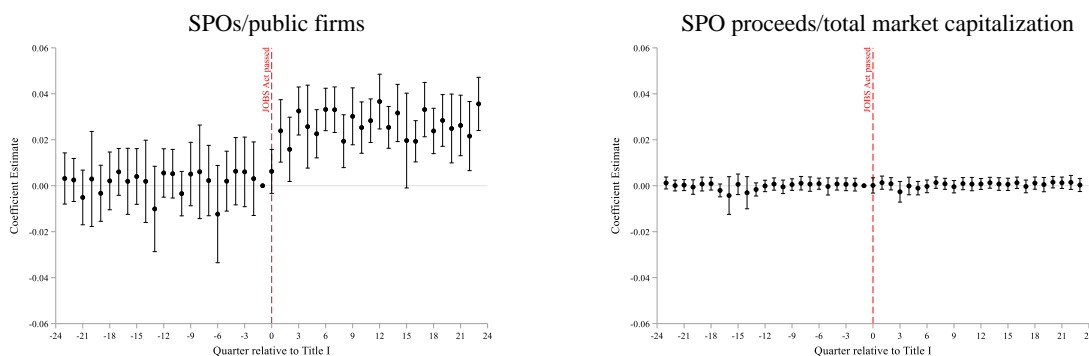 SPOs/public firms
0.06
0.04
0.02
0.00
-0.02
-0.04
-0.06
Coefficient Estimate
JOBS Act passed
-24 -21 -18 -15 -12 -9 -6 -3 0 3 6 9 12 15 18 21 24
Quarter relative to Title I
SPO proceeds/total market capitalization
0.06
0.04
0.02
0.00
-0.02
-0.04
-0.06
Coefficient Estimate
JOBS Act passed
-24 -21 -18 -15 -12 -9 -6 -3 0 3 6 9 12 15 18 21
Quarter relative to Title I